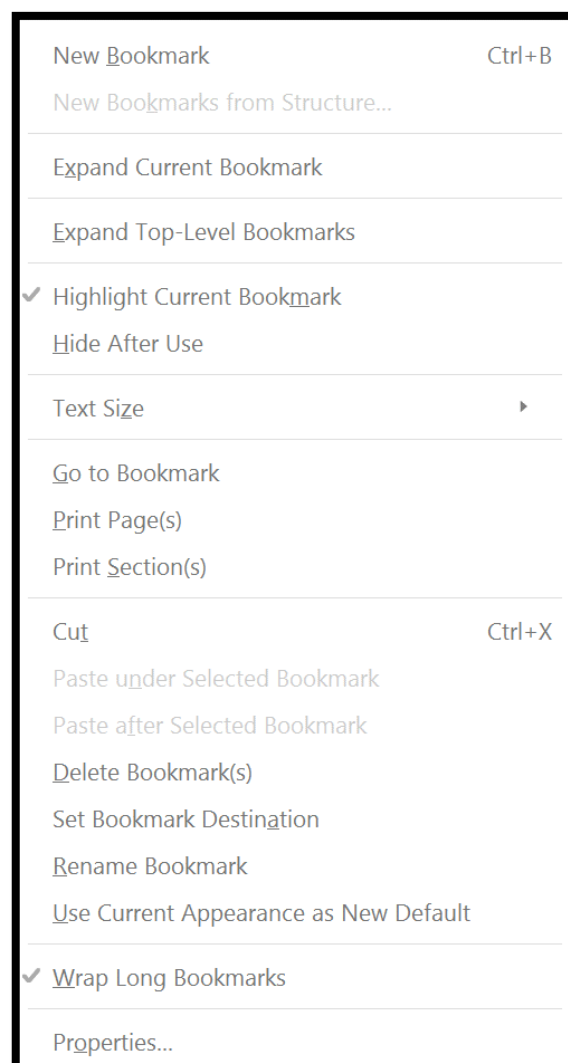 New Bookmark Ctrl+B
New Bookmarks from Structure...
Expand Current Bookmark
Expand Top-Level Bookmarks
Highlight Current Bookmark
Hide After Use
Text Size
Go to Bookmark
Print Page(s)
Print Section(s)
Cut Ctrl+X
Paste under Selected Bookmark
Paste after Selected Bookmark
Delete Bookmark(s)
Set Bookmark Destination
Rename Bookmark
Use Current Appearance as New Default
Wrap Long Bookmarks
Properties...